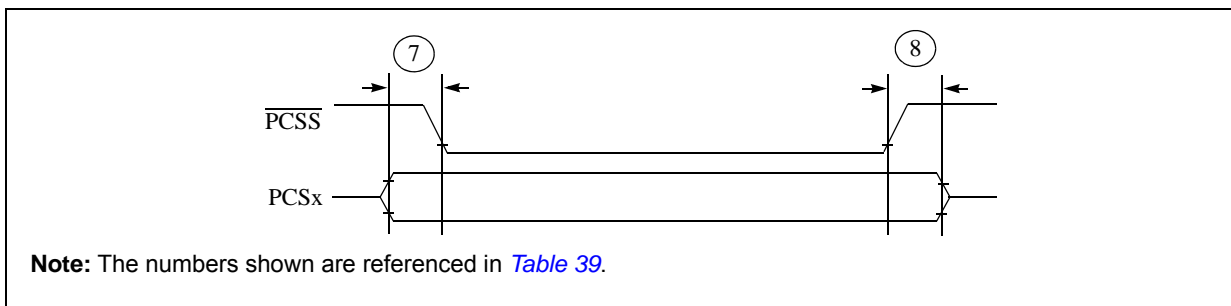 7
8
PCSS
PCSx
Note: The numbers shown are referenced in Table 39.